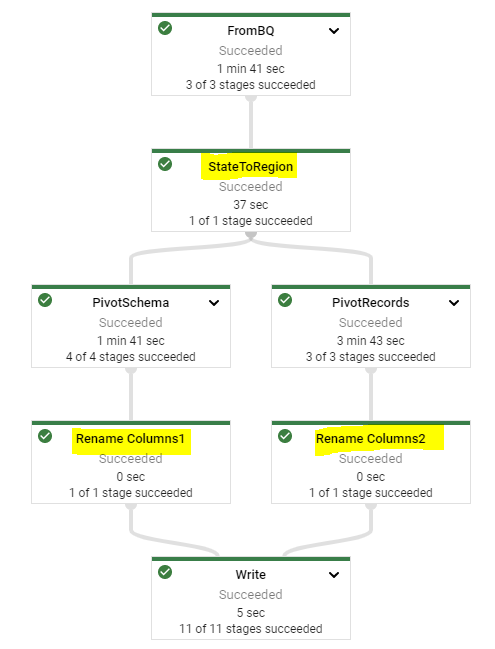 FromBQ
Succeeded
1 min 41 sec
3 of 3 stages succeeded
StateToRegion
Succeeded
37 sec
1 of 1 stage succeeded
PivotSchema
Succeeded
1 min 41 sec
4 of 4 stages succeeded
PivotRecords
Succeeded
3 min 43 sec
3 of 3 stages succeeded
Rename Columns1
Succeeded
0 sec
1 of 1 stage succeeded
Rename Columns2
Succeeded
0 sec
1 of 1 stage succeeded
Write
Succeeded
5 sec
11 of 11 stages succeeded